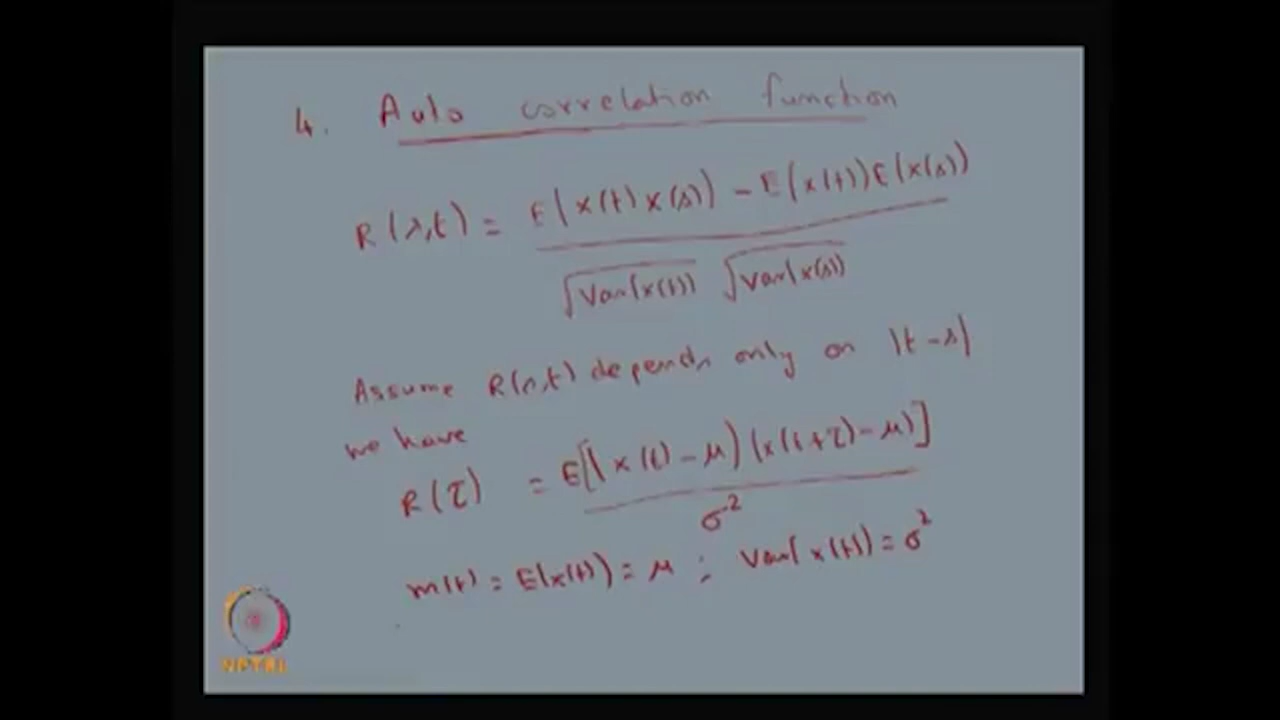 4. Auto correlation function
R(s,t) = E(x(t) x(s)) - E(x(t)) E(x(s))
√Var(x(t)) √Var(x(s))
Assume R(s,t) depends only on |t-s|
we have
R(τ) = E[(x(t)-μ)(x(t+τ)-μ)]
σ²
m(t) = E(x(t)) = μ ; Var(x(t)) = σ²
NPTEL